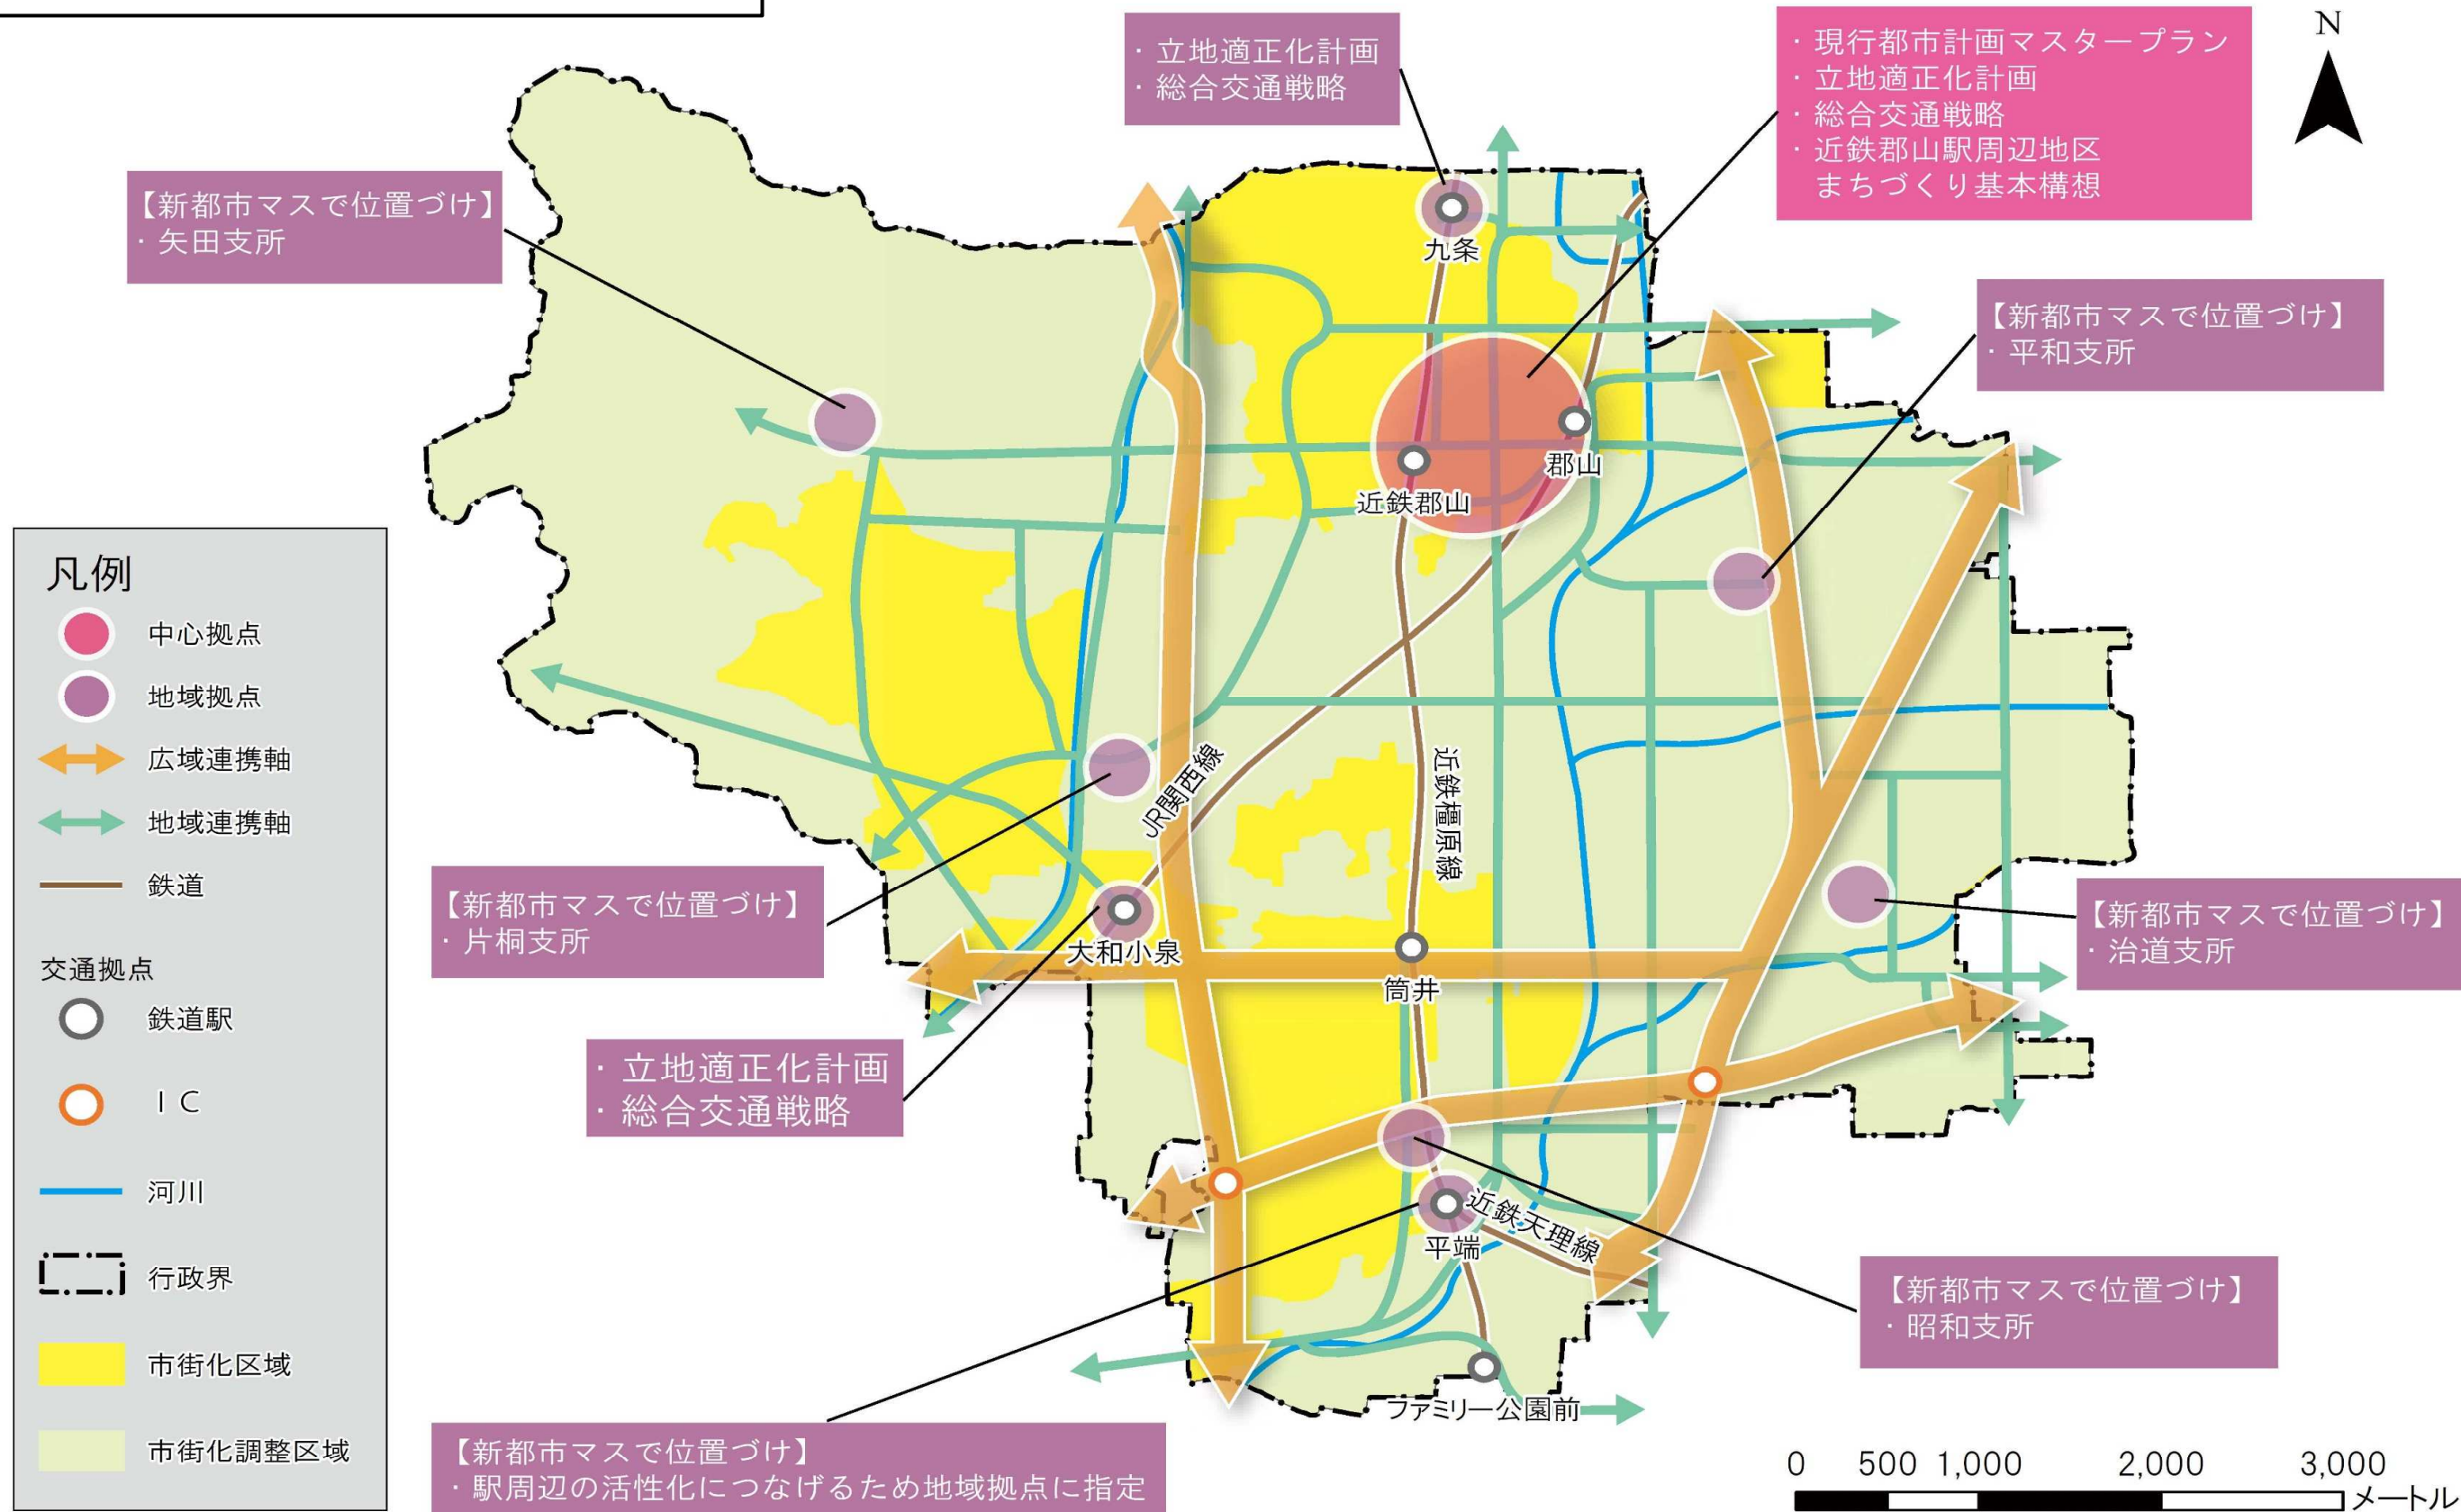 ・立地適正化計画
・総合交通戦略
・現行都市計画マスタープラン
・立地適正化計画
・総合交通戦略
・近鉄郡山駅周辺地区
まちづくり基本構想
N
【新都市マスで位置づけ】
・矢田支所
【新都市マスで位置づけ】
・平和支所
九条
郡山
近鉄郡山
凡例
中心拠点
地域拠点
広域連携軸
地域連携軸
鉄道
交通拠点
鉄道駅
IC
河川
行政界
市街化区域
市街化調整区域
JR関西線
近鉄橿原線
【新都市マスで位置づけ】
・片桐支所
大和小泉
筒井
【新都市マスで位置づけ】
・治道支所
・立地適正化計画
・総合交通戦略
近鉄天理線
平端
【新都市マスで位置づけ】
・昭和支所
ファミリー公園前
【新都市マスで位置づけ】
・駅周辺の活性化につなげるため地域拠点に指定
0 500 1,000 2,000 3,000
メートル